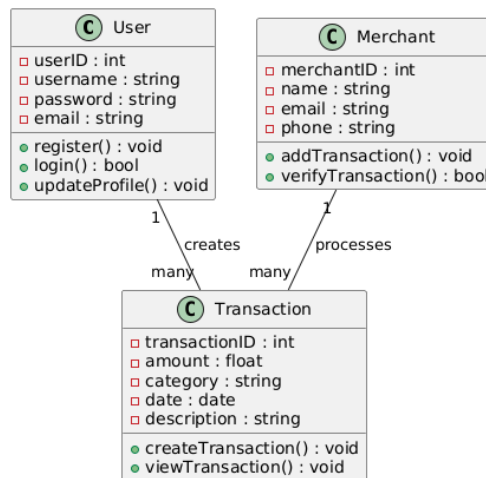 C User
userID : int
username : string
password : string
email : string
register() : void
login() : bool
updateProfile() : void
C Merchant
merchantID : int
name : string
email : string
phone : string
addTransaction() : void
verifyTransaction() : bool
1
creates
many
1
processes
many
C Transaction
transactionID : int
amount : float
category : string
date : date
description : string
createTransaction() : void
viewTransaction() : void